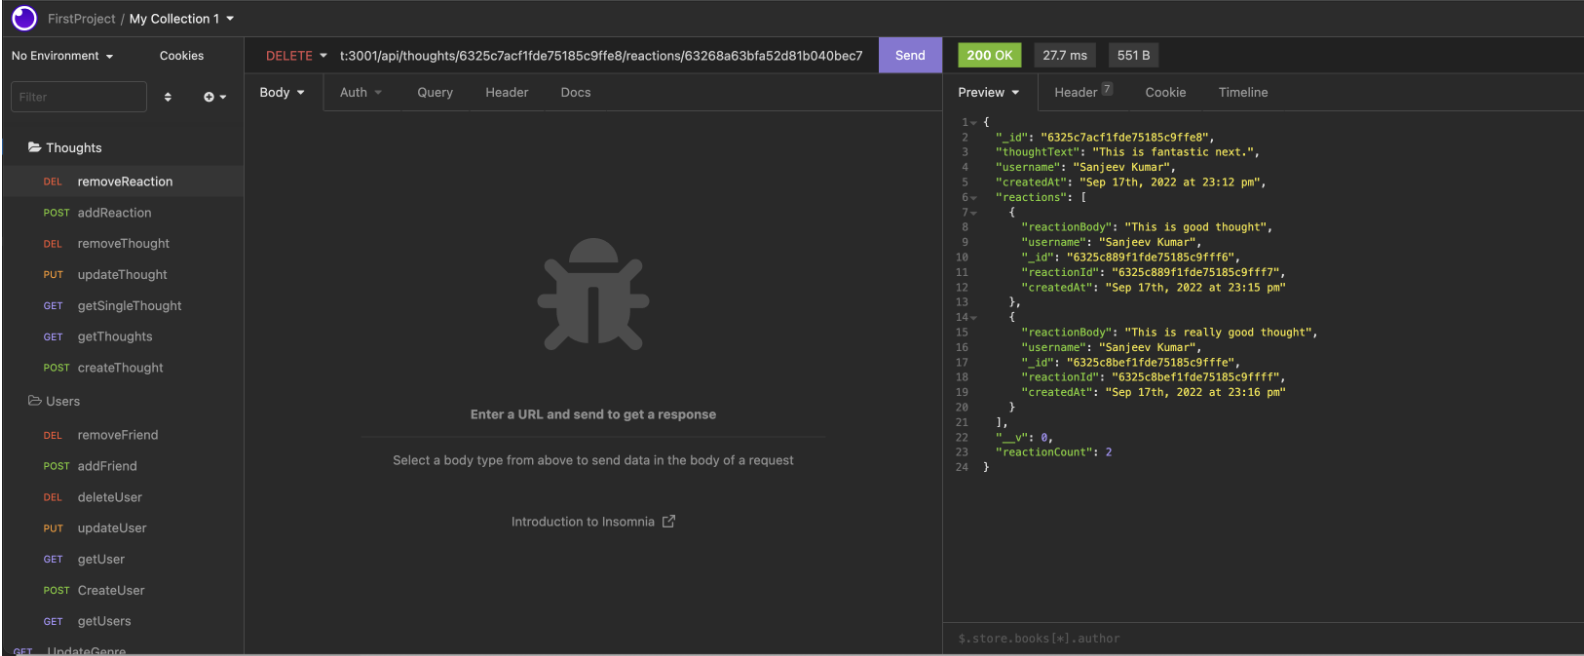 FirstProject / My Collection 1
No Environment
Cookies
Filter
Thoughts
DEL removeReaction
POST addReaction
DEL removeThought
PUT updateThought
GET getSingleThought
GET getThoughts
POST createThought
Users
DEL removeFriend
POST addFriend
DEL deleteUser
PUT updateUser
GET getUser
POST CreateUser
GET getUsers
GET UpdateGenre
DELETE t:3001/api/thoughts/6325c7acf1fde75185c9ffe8/reactions/63268a63bfa52d81b040bec7 Send
Body Auth Query Header Docs
Enter a URL and send to get a response
Select a body type from above to send data in the body of a request
Introduction to Insomnia
200 OK 27.7 ms 551 B
Preview Header 7 Cookie Timeline
1 {
2 "_id": "6325c7acf1fde75185c9ffe8",
3 "thoughtText": "This is fantastic next.",
4 "username": "Sanjeev Kumar",
5 "createdAt": "Sep 17th, 2022 at 23:12 pm",
6 "reactions": [
7 {
8 "reactionBody": "This is good thought",
9 "username": "Sanjeev Kumar",
10 "_id": "6325c889f1fde75185c9fff6",
11 "reactionId": "6325c889f1fde75185c9fff7",
12 "createdAt": "Sep 17th, 2022 at 23:15 pm"
13 },
14 {
15 "reactionBody": "This is really good thought",
16 "username": "Sanjeev Kumar",
17 "_id": "6325c8bef1fde75185c9fffe",
18 "reactionId": "6325c8bef1fde75185c9ffff",
19 "createdAt": "Sep 17th, 2022 at 23:16 pm"
20 }
21 ],
22 "__v": 0,
23 "reactionCount": 2
24 }
$.store.books[*].author